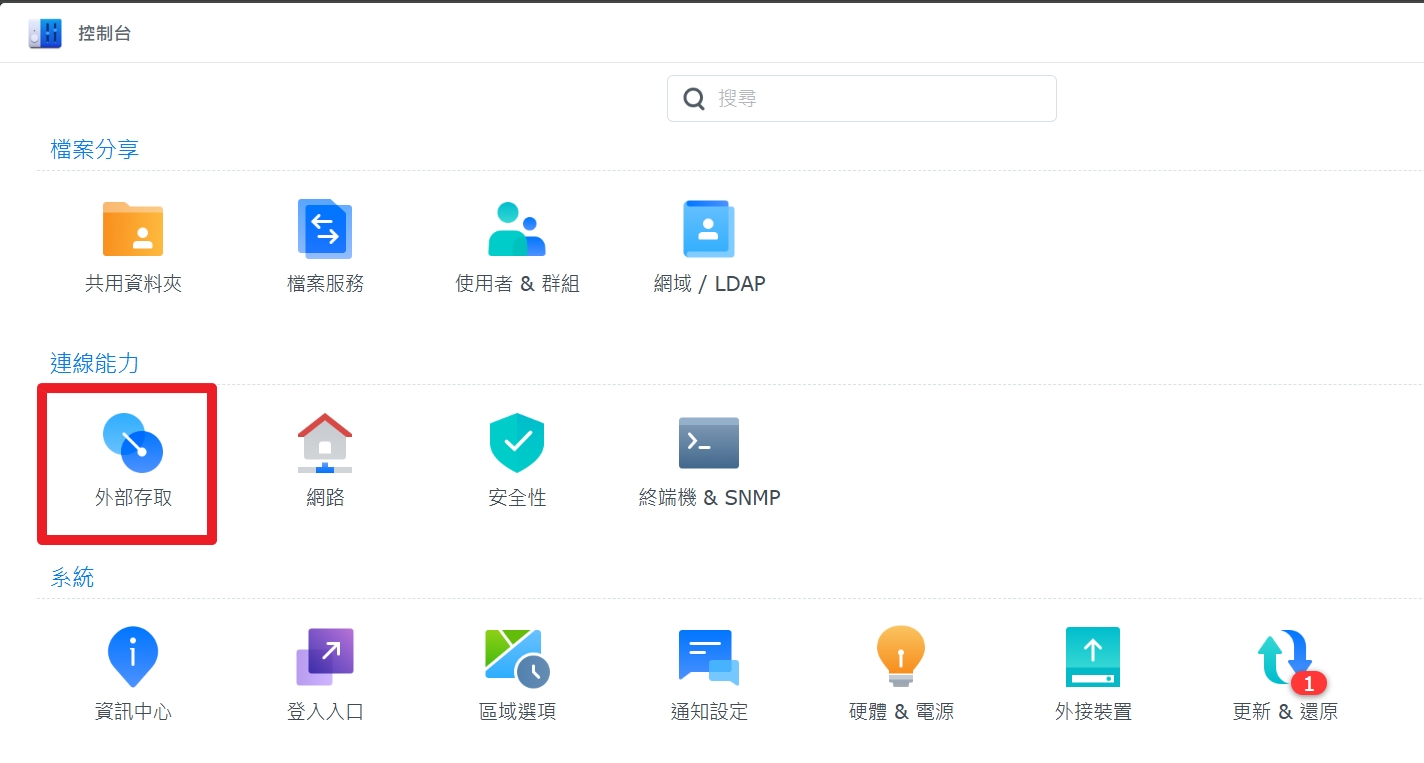 控制台
搜尋
檔案分享
共用資料夾
檔案服務
使用者 & 群組
網域 / LDAP
連線能力
外部存取
網路
安全性
終端機 & SNMP
系統
資訊中心
登入入口
區域選項
通知設定
硬體 & 電源
外接裝置
1
更新 & 還原